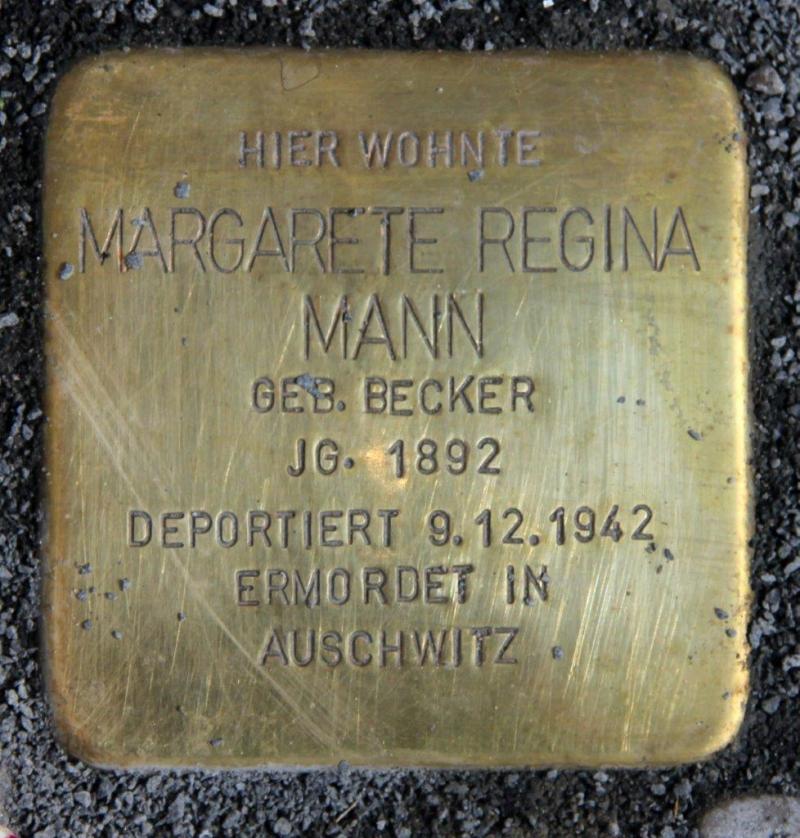 HIER WOHNTE
MARGARETE REGINA
MANN
GEB. BECKER
JG. 1892
DEPORTIERT 9.12.1942
ERMORDET IN
AUSCHWITZ